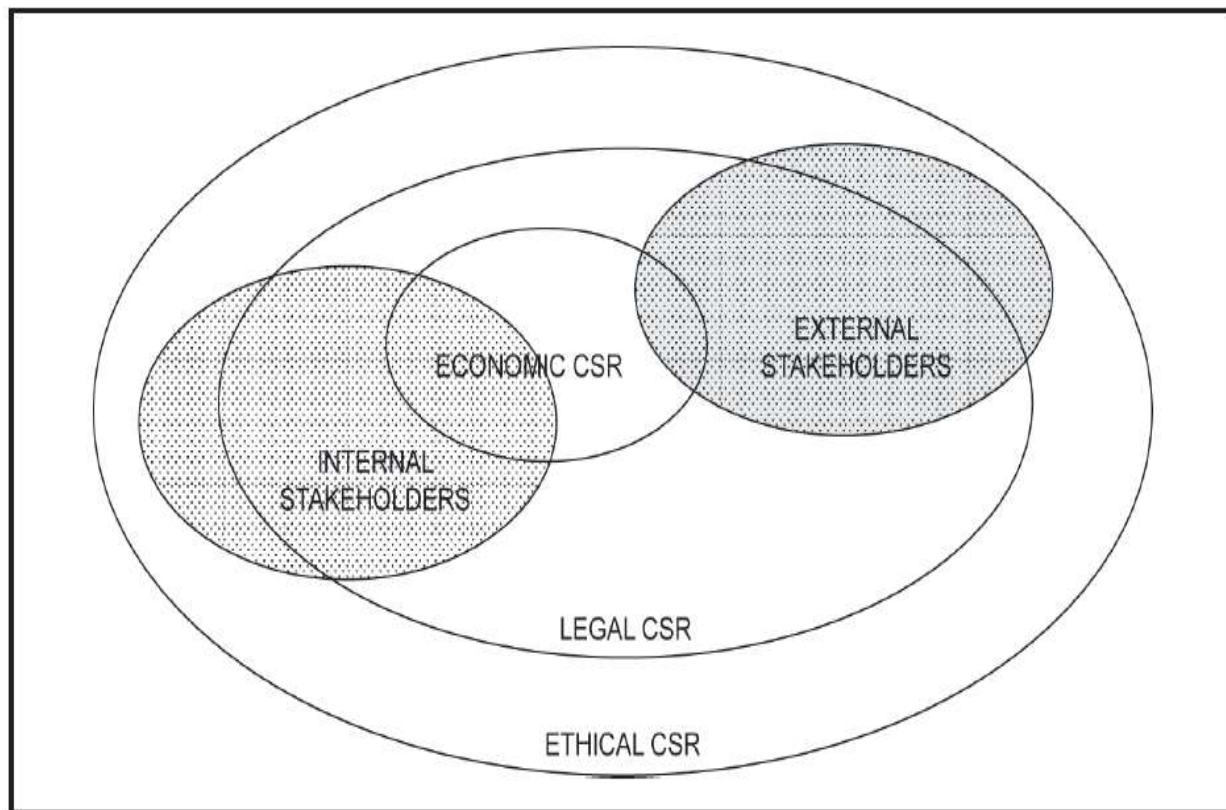 ECONOMIC CSR
EXTERNAL
STAKEHOLDERS
INTERNAL
STAKEHOLDERS
LEGAL CSR
ETHICAL CSR